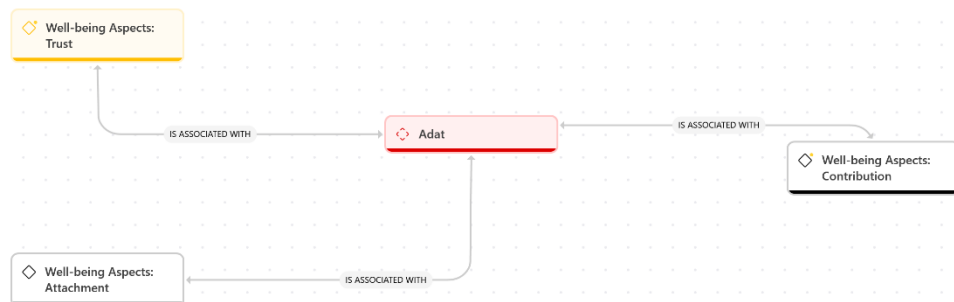 Well-being Aspects:
Trust
IS ASSOCIATED WITH
Adat
IS ASSOCIATED WITH
Well-being Aspects:
Contribution
Well-being Aspects:
Attachment
IS ASSOCIATED WITH